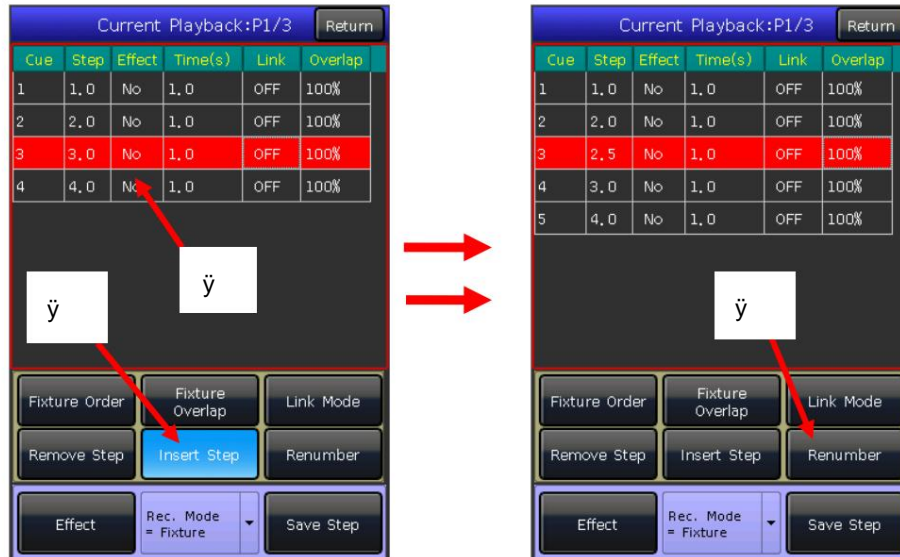 Current Playback:P1/3 Return
Cue Step Effect Time(s) Link Overlap
1 1.0 No 1.0 OFF 100%
2 2.0 No 1.0 OFF 100%
3 3.0 No 1.0 OFF 100%
4 4.0 No 1.0 OFF 100%
ÿ
ÿ
Fixture Order Fixture Overlap Link Mode
Remove Step Insert Step Renumber
Effect Rec. Mode = Fixture Save Step
Current Playback:P1/3 Return
Cue Step Effect Time(s) Link Overlap
1 1.0 No 1.0 OFF 100%
2 2.0 No 1.0 OFF 100%
3 2.5 No 1.0 OFF 100%
4 3.0 No 1.0 OFF 100%
5 4.0 No 1.0 OFF 100%
ÿ
Fixture Order Fixture Overlap Link Mode
Remove Step Insert Step Renumber
Effect Rec. Mode = Fixture Save Step